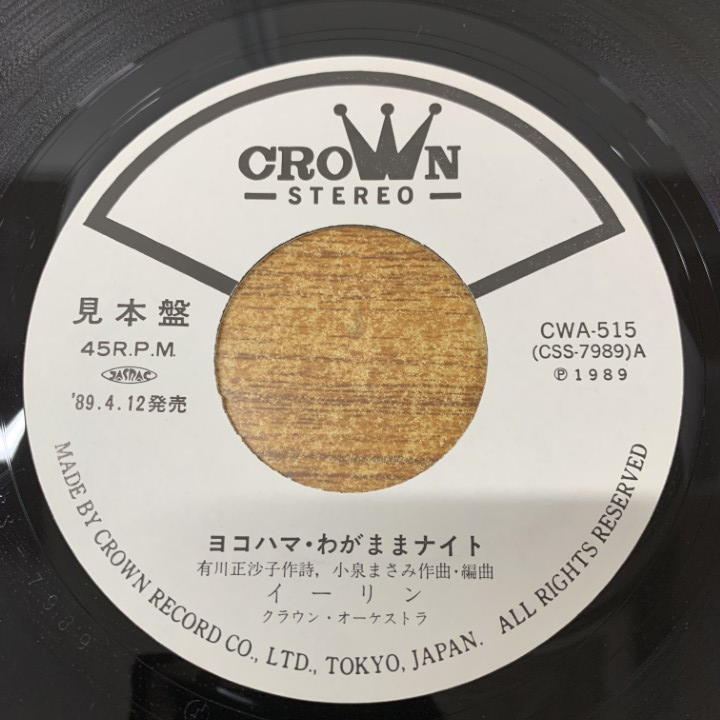 CROWN
STEREO
見本盤
45R.P.M.
JASRAC
'89.4.12発売
CWA-515
(CSS-7989)A
Ⓟ1989
ヨコハマ・わがままナイト
有川正沙子作詩, 小泉まさみ作曲・編曲
イーリン
クラウン・オーケストラ
MADE BY CROWN RECORD CO., LTD., TOKYO, JAPAN. ALL RIGHTS RESERVED